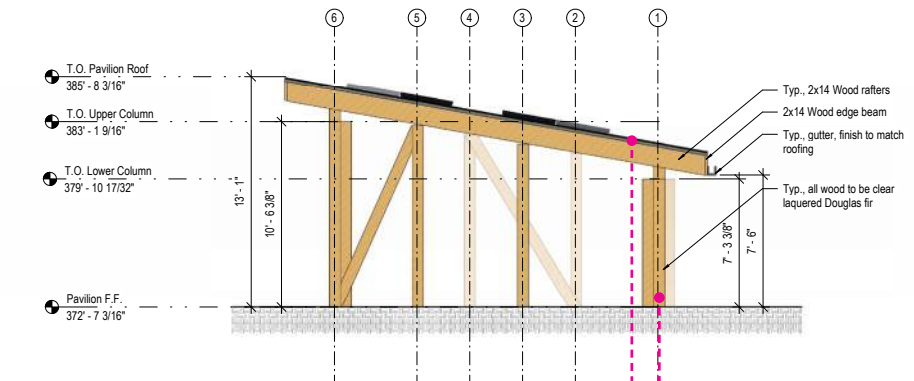 6 5 4 3 2 1
T.O. Pavilion Roof
385' - 8 3/16"
T.O. Upper Column
383' - 1 9/16"
T.O. Lower Column
379' - 10 17/32"
Pavilion F.F.
372' - 7 3/16"
13' - 1"
10' - 6 3/8"
7' - 3 3/8"
7' - 6"
Typ., 2x14 Wood rafters
2x14 Wood edge beam
Typ., gutter, finish to match
roofing
Typ., all wood to be clear
laquered Douglas fir